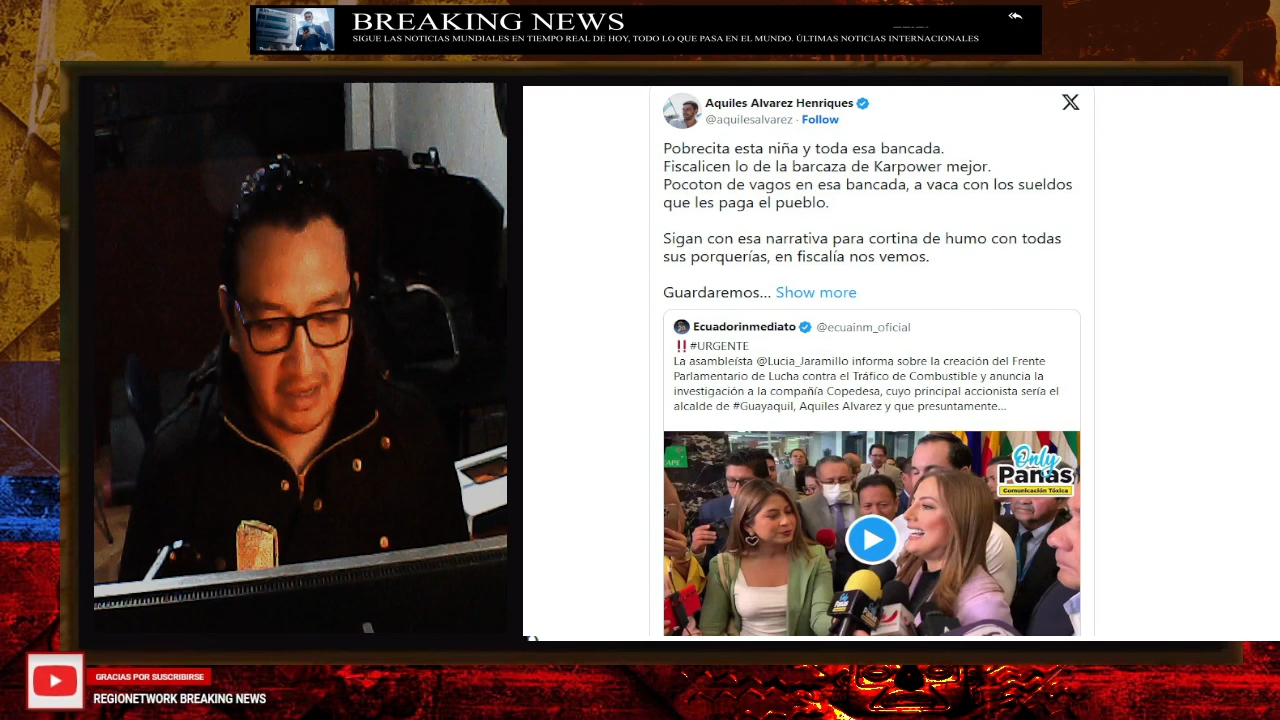 BREAKING NEWS
SIGUE LAS NOTICIAS MUNDIALES EN TIEMPO REAL DE HOY, TODO LO QUE PASA EN EL MUNDO. ÚLTIMAS NOTICIAS INTERNACIONALES
Aquiles Alvarez Henriques
@aquilesalvarez · Follow
Pobrecita esta niña y toda esa bancada.
Fiscalicen lo de la barcaza de Karpower mejor.
Pocoton de vagos en esa bancada, a vaca con los sueldos
que les paga el pueblo.
Sigan con esa narrativa para cortina de humo con todas
sus porquerías, en fiscalía nos vemos.
Guardaremos... Show more
Ecuadorinmediato @ecuainm_oficial
‼️#URGENTE
La asambleísta @Lucia_Jaramillo informa sobre la creación del Frente
Parlamentario de Lucha contra el Tráfico de Combustible y anuncia la
investigación a la compañía Copedesa, cuyo principal accionista sería el
alcalde de #Guayaquil, Aquiles Alvarez y que presuntamente...
Only
Panas
Comunicación Tóxica
GRACIAS POR SUSCRIBIRSE
REGIONETWORK BREAKING NEWS